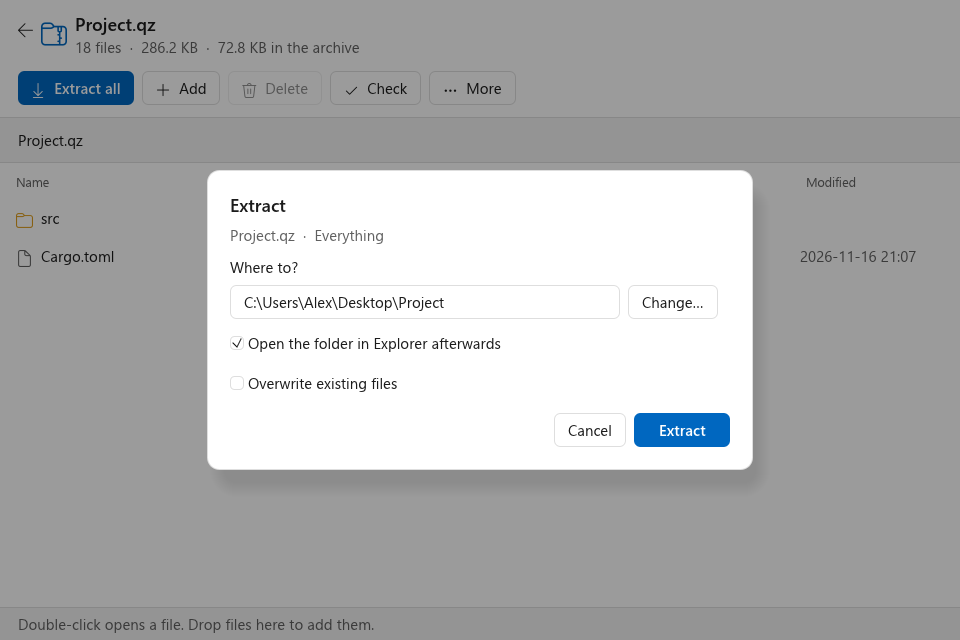 Project.qz
18 files · 286.2 KB · 72.8 KB in the archive
Extract all
Add
Delete
Check
More
Project.qz
Name
Modified
src
Cargo.toml
2026-11-16 21:07
Extract
Project.qz · Everything
Where to?
C:\Users\Alex\Desktop\Project
Change...
Open the folder in Explorer afterwards
Overwrite existing files
Cancel
Extract
Double-click opens a file. Drop files here to add them.